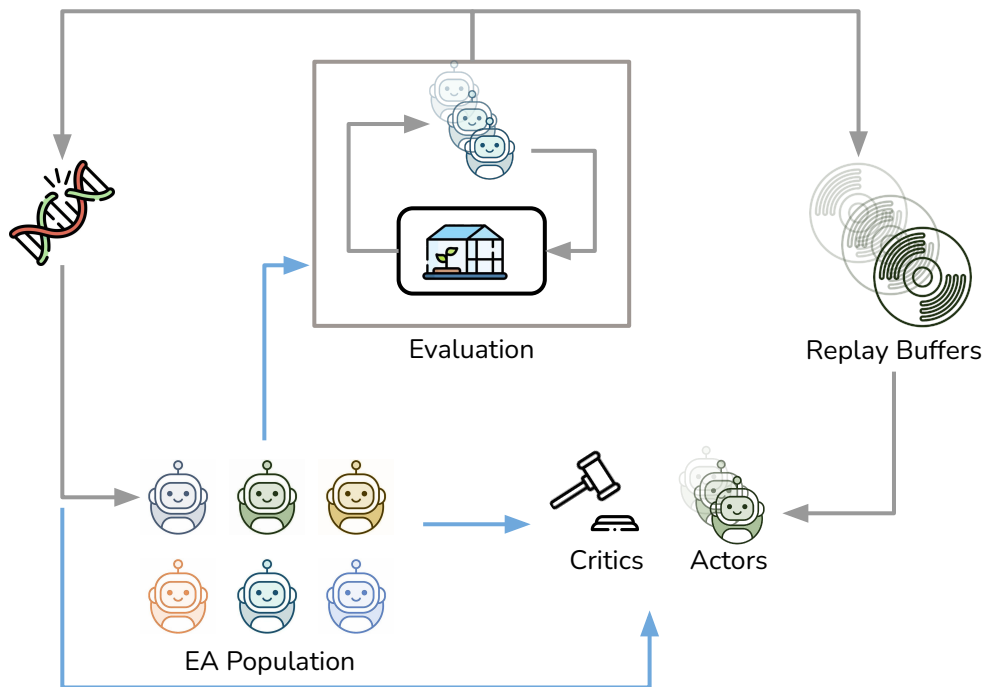 Evaluation
Replay Buffers
Critics
Actors
EA Population